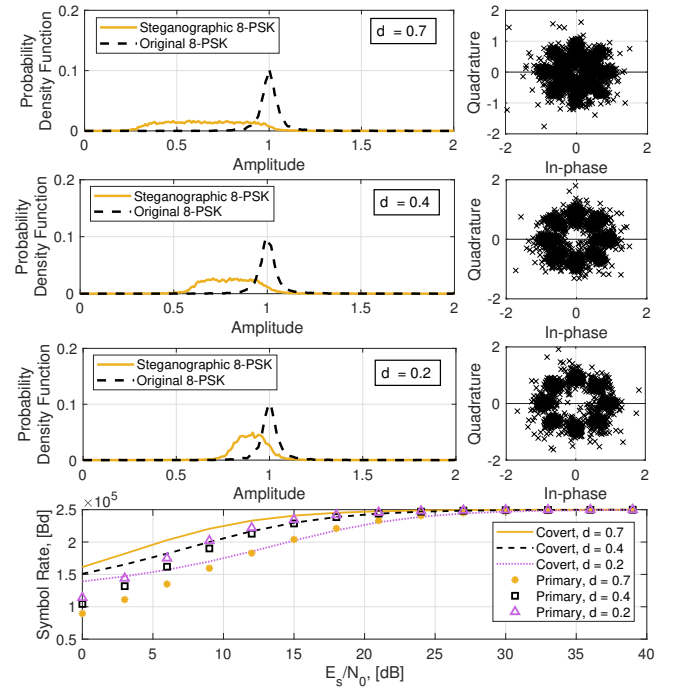 Steganographic 8-PSK
Original 8-PSK
d = 0.7
Probability
Density Function
0.2
0.1
0
0 0.5 1 1.5 2
Amplitude
Quadrature
2
1
0
-1
-2
-2 0 2
In-phase
Steganographic 8-PSK
Original 8-PSK
d = 0.4
Probability
Density Function
0.2
0.1
0
0 0.5 1 1.5 2
Amplitude
Quadrature
2
0
-2
-2 0 2
In-phase
Steganographic 8-PSK
Original 8-PSK
d = 0.2
Probability
Density Function
0.2
0.1
0
0 0.5 1 1.5 2
Amplitude
Quadrature
2
0
-2
-2 0 2
In-phase
×10^5
Symbol Rate, [Bd]
2.5
2
1.5
1
0.5
0 5 10 15 20 25 30 35 40
E_s/N_0, [dB]
Covert, d = 0.7
Covert, d = 0.4
Covert, d = 0.2
Primary, d = 0.7
Primary, d = 0.4
Primary, d = 0.2